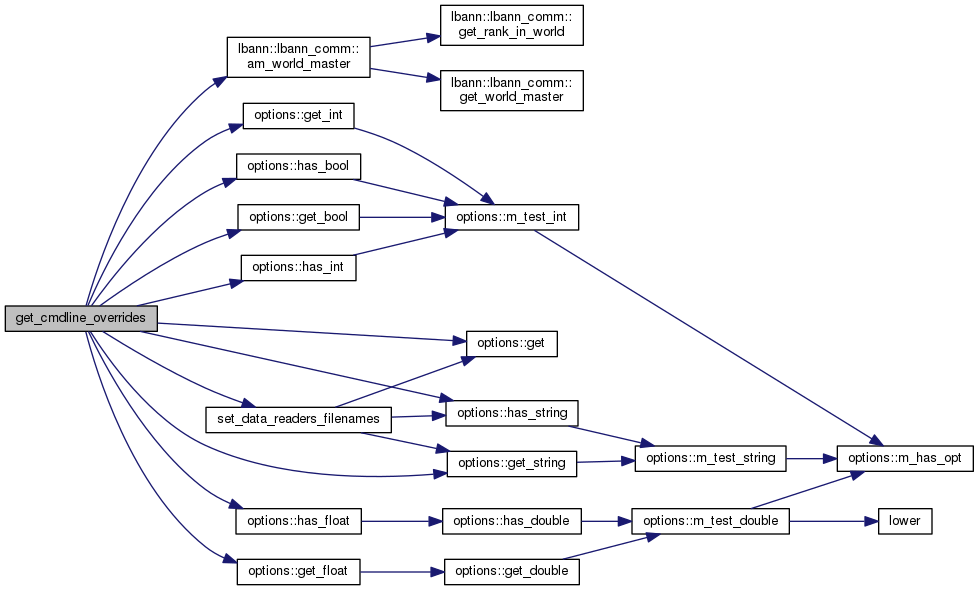 lbann::lbann_comm::
get_rank_in_world
lbann::lbann_comm::
am_world_master
lbann::lbann_comm::
get_world_master
options::get_int
options::has_bool
options::get_bool
options::m_test_int
options::has_int
get_cmdline_overrides
options::get
set_data_readers_filenames
options::has_string
options::get_string
options::m_test_string
options::m_has_opt
options::has_float
options::has_double
options::m_test_double
lower
options::get_float
options::get_double